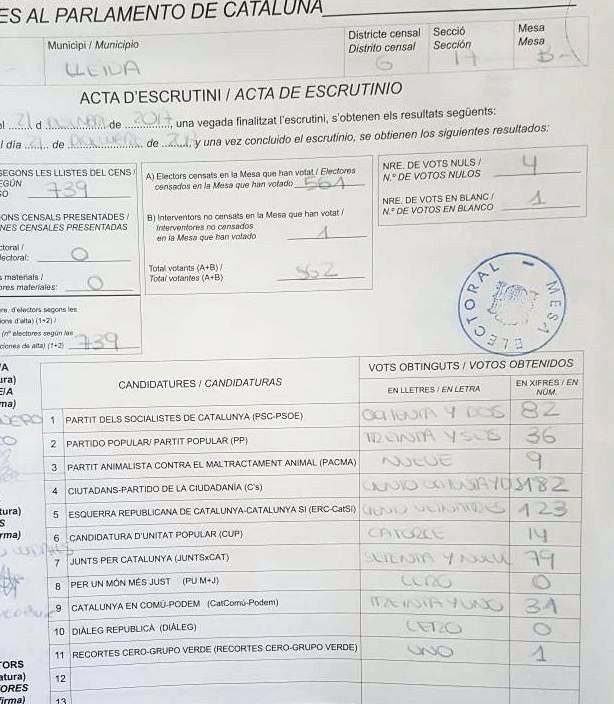 ES AL PARLAMENTO DE CATALUÑA
Municipi / Municipio
LLEIDA
Districte censal
Distrito censal
6
Secció
Sección
17
Mesa
Mesa
B
ACTA D'ESCRUTINI / ACTA DE ESCRUTINIO
el 21 d de 2017, una vegada finalitzat l'escrutini, s'obtenen els resultats següents:
l día 21 de de 2017, y una vez concluido el escrutinio, se obtienen los siguientes resultados:
SEGONS LES LLISTES DEL CENS /
EGÚN
SO 739
ONS CENSALS PRESENTADES /
NES CENSALES PRESENTADAS
ctoral /
lectoral: 0
s materials /
ores materiales: 0
re. d'electors segons les
ions d'alta) (1+2) /
(nº electores según las
ciones de alta) (1+2) 739
A) Electors censats en la Mesa que han votat / Electores
censados en la Mesa que han votado 561
B) Interventors no censats en la Mesa que han votat /
Interventores no censados
en la Mesa que han votado 1
Total votants (A+B) /
Total votantes (A+B) 562
NRE. DE VOTS NULS /
N.º DE VOTOS NULOS 4
NRE. DE VOTS EN BLANC /
N.º DE VOTOS EN BLANCO 1
MESA ELECTORAL
CANDIDATURES / CANDIDATURAS
VOTS OBTINGUTS / VOTOS OBTENIDOS
EN LLETRES / EN LETRA
EN XIFRES / EN
NÚM.
1 PARTIT DELS SOCIALISTES DE CATALUNYA (PSC-PSOE) OCHENTA Y DOS 82
2 PARTIDO POPULAR/ PARTIT POPULAR (PP) TREINTA Y SEIS 36
3 PARTIT ANIMALISTA CONTRA EL MALTRACTAMENT ANIMAL (PACMA) NUEVE 9
4 CIUTADANS-PARTIDO DE LA CIUDADANÍA (C's) 182
5 ESQUERRA REPUBLICANA DE CATALUNYA-CATALUNYA SÍ (ERC-CatSí) 123
6 CANDIDATURA D'UNITAT POPULAR (CUP) CATORCE 14
7 JUNTS PER CATALUNYA (JUNTSxCAT) SETENTA Y NUEVE 79
8 PER UN MÓN MÉS JUST (PU M+J) CERO 0
9 CATALUNYA EN COMÚ-PODEM (CatComú-Podem) TREINTA Y UNO 31
10 DIÀLEG REPUBLICÀ (DIÀLEG) CERO 0
11 RECORTES CERO-GRUPO VERDE (RECORTES CERO-GRUPO VERDE) UNO 1
12
13
/A
ura)
E/A
ma)
tura)
S
rma)
TORS
atura)
ORES
firma)